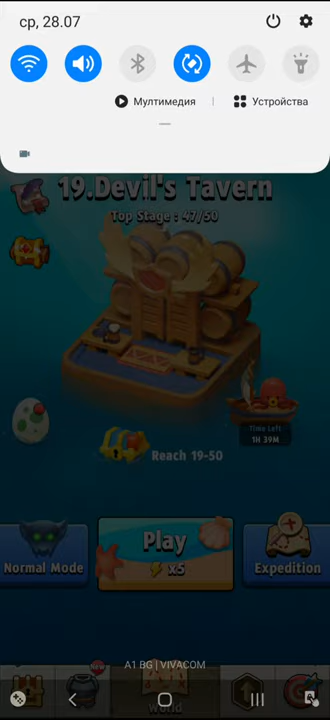 ср, 28.07
Мултимедия
Устройства
19.Devil's Tavern
Top Stage : 47/50
Time Left
1H 39M
Reach 19-50
Normal Mode
Play
x5
Expedition
A1 BG | VIVACOM
World